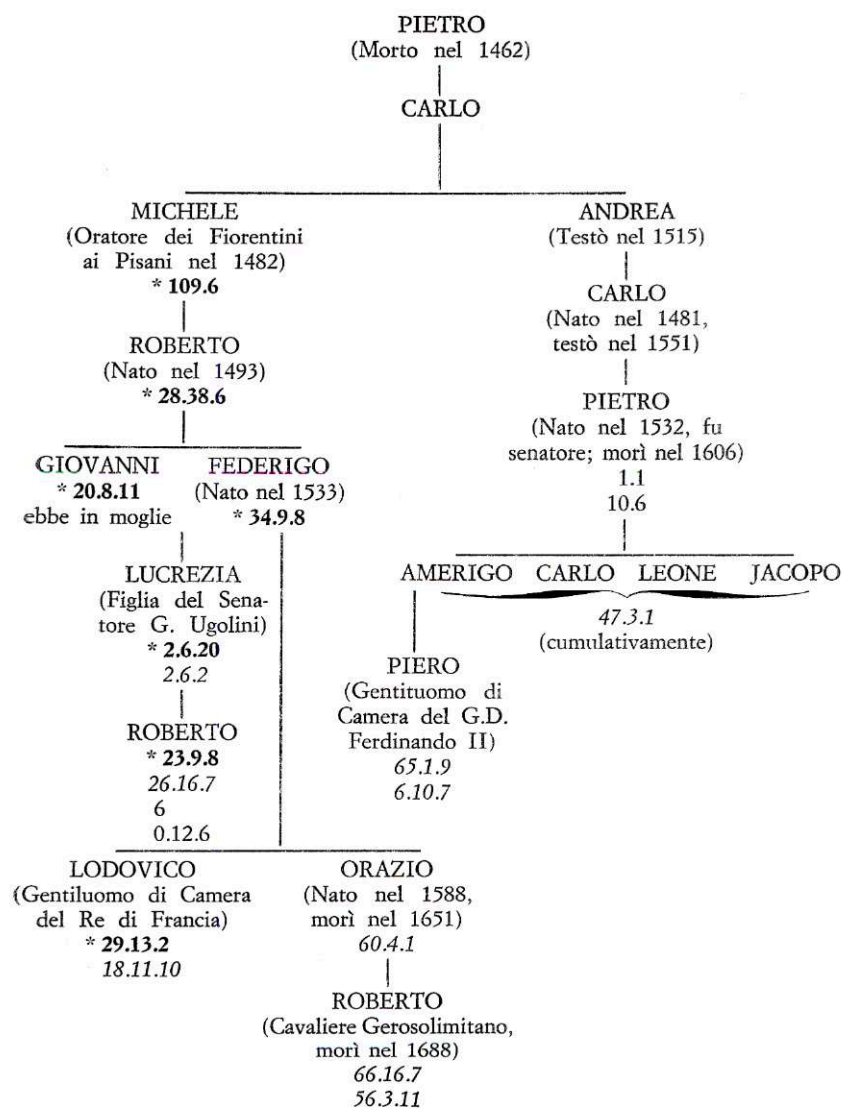 PIETRO
(Morto nel 1462)
CARLO
MICHELE
(Oratore dei Fiorentini
ai Pisani nel 1482)
* 109.6
ROBERTO
(Nato nel 1493)
* 28.38.6
GIOVANNI
* 20.8.11
ebbe in moglie
LUCREZIA
(Figlia del Sena-
tore G. Ugolini)
* 2.6.20
2.6.2
ROBERTO
* 23.9.8
26.16.7
6
0.12.6
FEDERIGO
(Nato nel 1533)
* 34.9.8
LODOVICO
(Gentiluomo di Camera
del Re di Francia)
* 29.13.2
18.11.10
ORAZIO
(Nato nel 1588,
morì nel 1651)
60.4.1
ROBERTO
(Cavaliere Gerosolimitano,
morì nel 1688)
66.16.7
56.3.11
ANDREA
(Testò nel 1515)
CARLO
(Nato nel 1481,
testò nel 1551)
PIETRO
(Nato nel 1532, fu
senatore; morì nel 1606)
1.1
10.6
AMERIGO CARLO LEONE JACOPO
47.3.1
(cumulativamente)
PIERO
(Gentituomo di
Camera del G.D.
Ferdinando II)
65.1.9
6.10.7